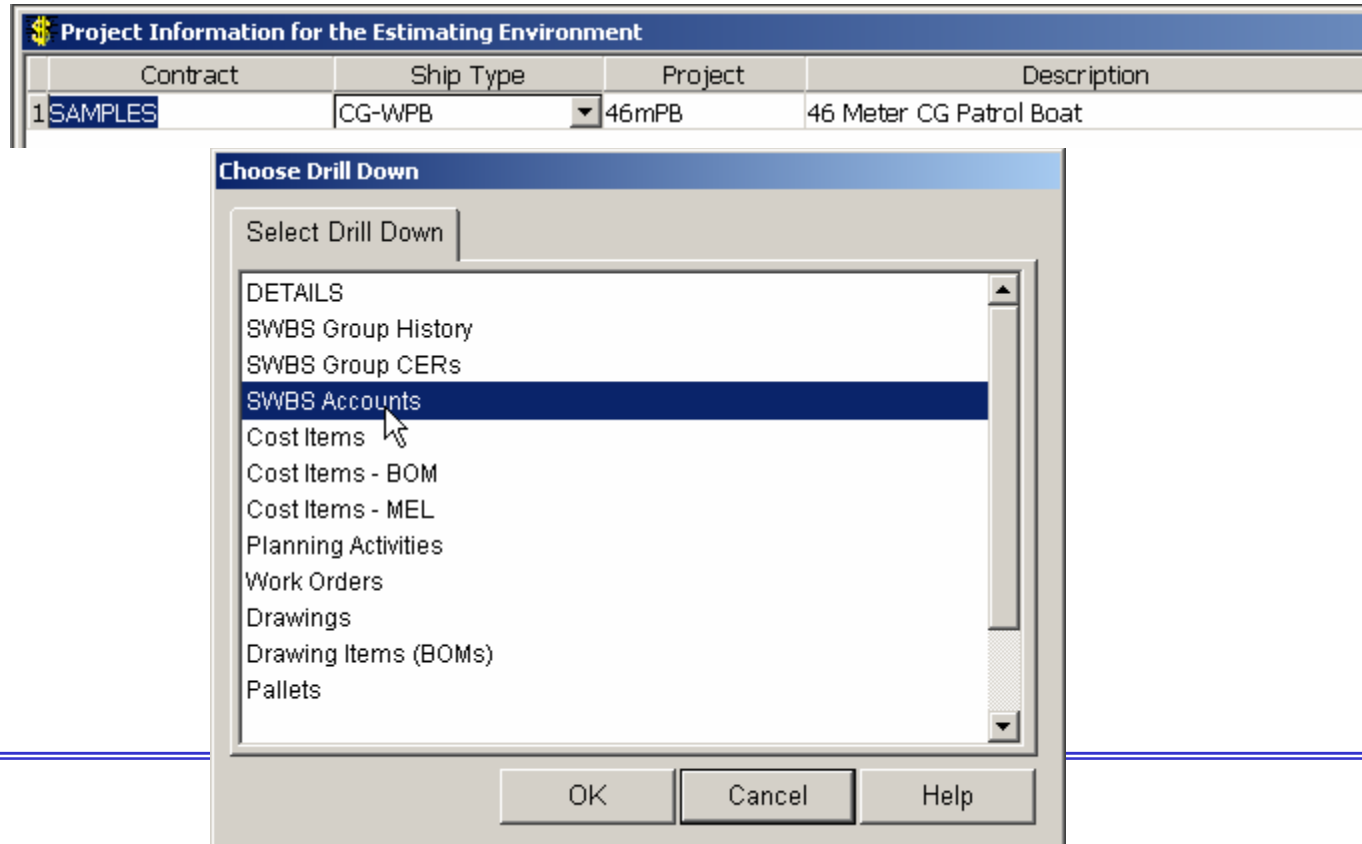 Project Information for the Estimating Environment
Contract Ship Type Project Description
1 SAMPLES CG-WPB 46mPB 46 Meter CG Patrol Boat
Choose Drill Down
Select Drill Down
DETAILS
SWBS Group History
SWBS Group CERs
SWBS Accounts
Cost Items
Cost Items - BOM
Cost Items - MEL
Planning Activities
Work Orders
Drawings
Drawing Items (BOMs)
Pallets
OK Cancel Help